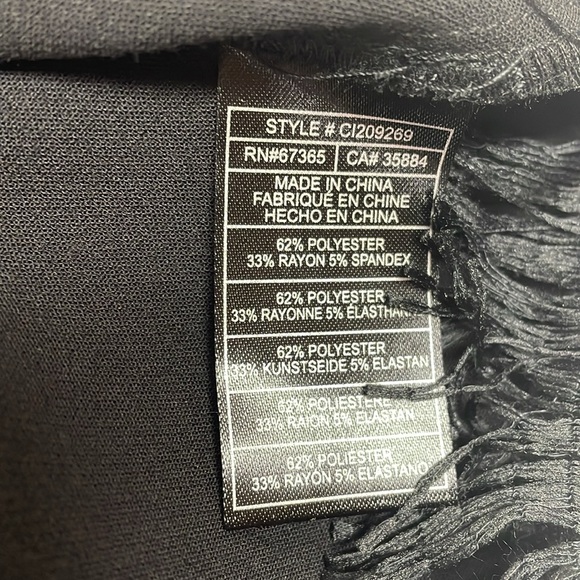 STYLE # CI209269
RN#67365 CA# 35884
MADE IN CHINA
FABRIQUÉ EN CHINE
HECHO EN CHINA
62% POLYESTER
33% RAYON 5% SPANDEX
62% POLYESTER
33% RAYONNE 5%
62% POLYESTER
33% KUNSTSEIDE 5% ELASTAN
62% POLIESTERE
33% RAYON 5% ELASTAN
62% POLIESTER
33% RAYON 5% ELASTANO